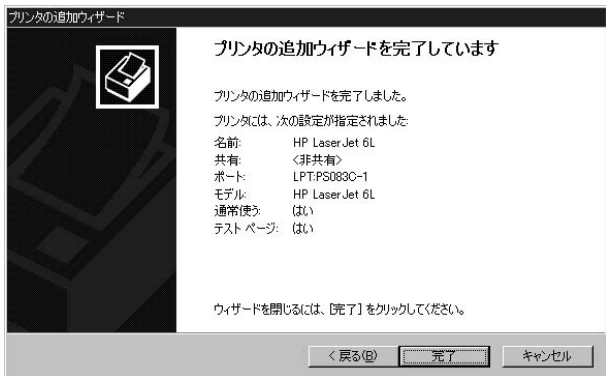 プリンタの追加ウィザード
プリンタの追加ウィザードを完了しています
プリンタの追加ウィザードを完了しました。
プリンタには、次の設定が指定されました:
名前: HP LaserJet 6L
共有: <非共有>
ポート: LPT:PS083C-1
モデル: HP LaserJet 6L
通常使う: はい
テスト ページ: はい
ウィザードを閉じるには、[完了] をクリックしてください。
< 戻る(B) 完了 キャンセル